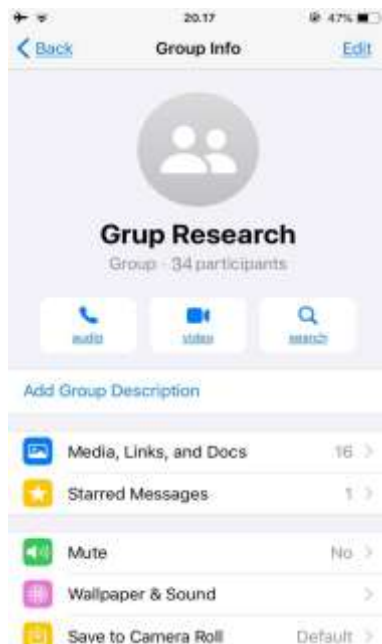 20.17
47%
Back
Group Info
Edit
Grup Research
Group · 34 participants
audio
video
search
Add Group Description
Media, Links, and Docs 16
Starred Messages 1
Mute No
Wallpaper & Sound
Save to Camera Roll Default